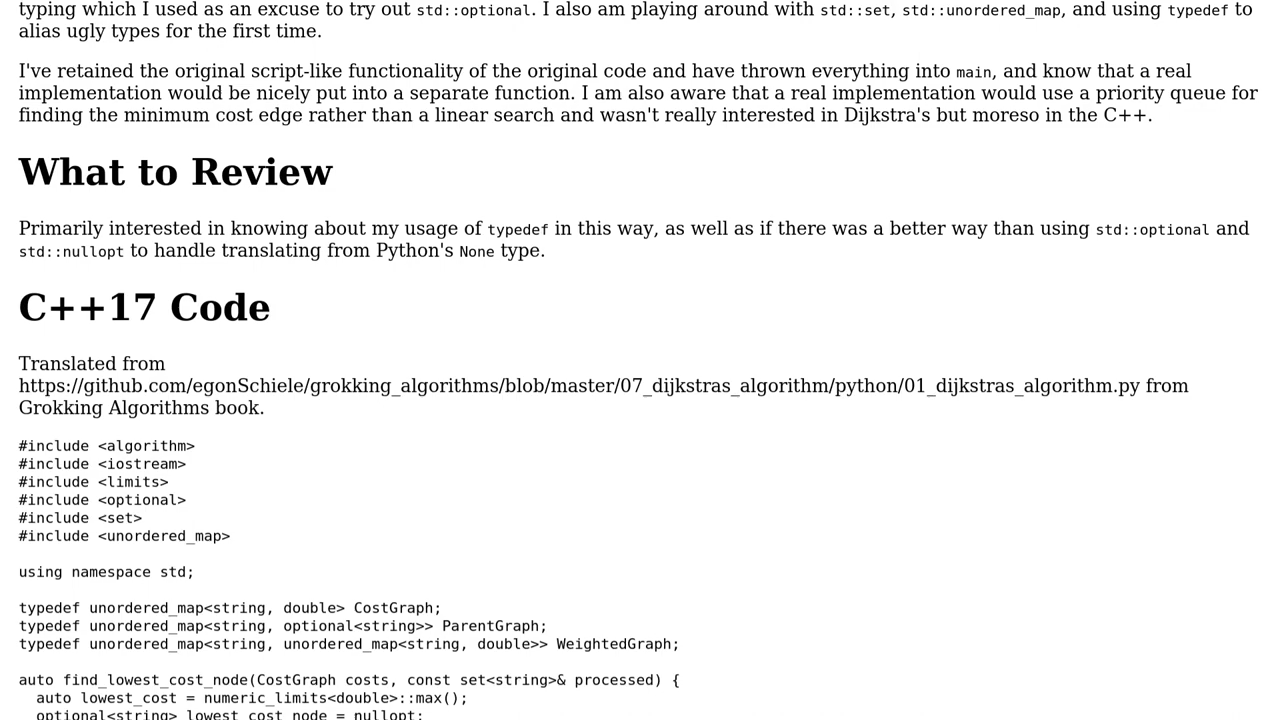 typing which I used as an excuse to try out std::optional. I also am playing around with std::set, std::unordered_map, and using typedef to
alias ugly types for the first time.
I've retained the original script-like functionality of the original code and have thrown everything into main, and know that a real
implementation would be nicely put into a separate function. I am also aware that a real implementation would use a priority queue for
finding the minimum cost edge rather than a linear search and wasn't really interested in Dijkstra's but moreso in the C++.
What to Review
Primarily interested in knowing about my usage of typedef in this way, as well as if there was a better way than using std::optional and
std::nullopt to handle translating from Python's None type.
C++17 Code
Translated from
https://github.com/egonSchiele/grokking_algorithms/blob/master/07_dijkstras_algorithm/python/01_dijkstras_algorithm.py from
Grokking Algorithms book.
#include <algorithm>
#include <iostream>
#include <limits>
#include <optional>
#include <set>
#include <unordered_map>
using namespace std;
typedef unordered_map<string, double> CostGraph;
typedef unordered_map<string, optional<string>> ParentGraph;
typedef unordered_map<string, unordered_map<string, double>> WeightedGraph;
auto find_lowest_cost_node(CostGraph costs, const set<string>& processed) {
  auto lowest_cost = numeric_limits<double>::max();
  optional<string> lowest_cost_node = nullopt;